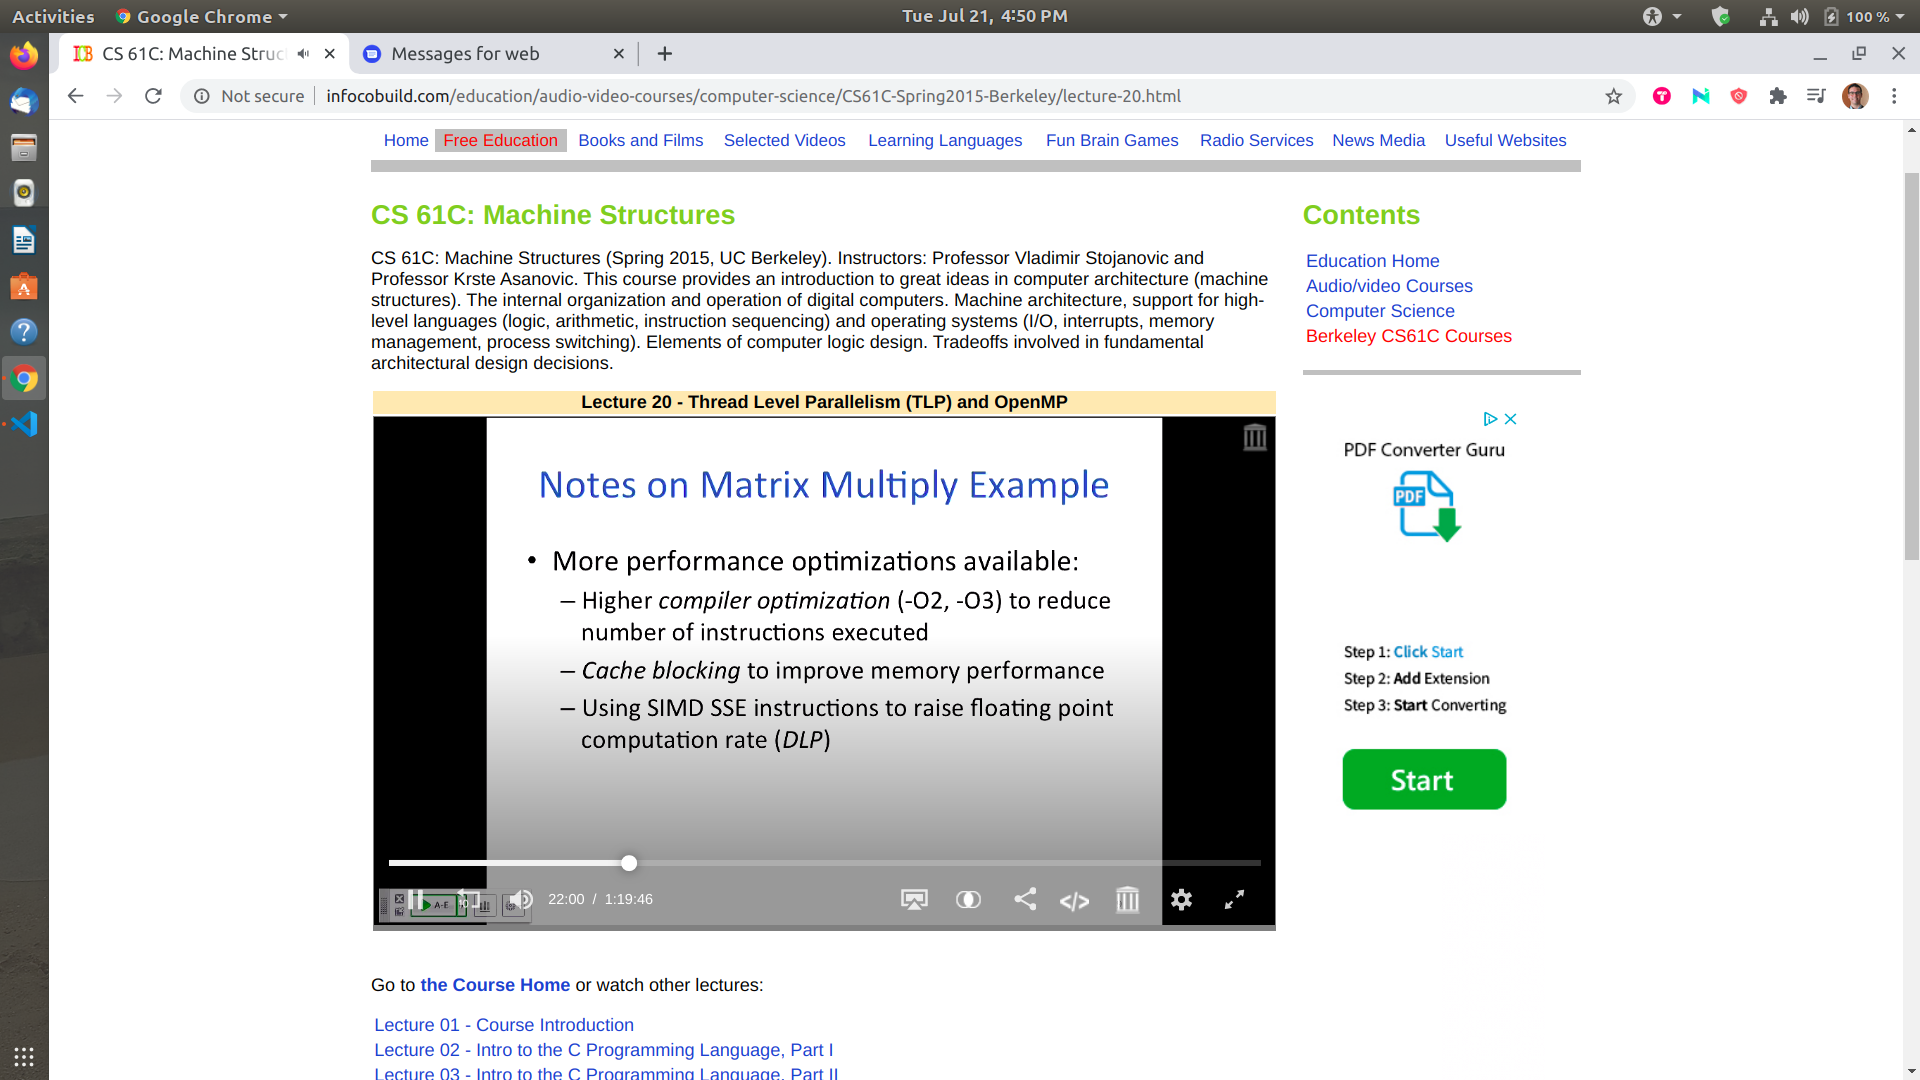 Activities Google Chrome Tue Jul 21, 4:50 PM 100 %
CS 61C: Machine Struc Messages for web
Not secure infocobuild.com/education/audio-video-courses/computer-science/CS61C-Spring2015-Berkeley/lecture-20.html
Home Free Education Books and Films Selected Videos Learning Languages Fun Brain Games Radio Services News Media Useful Websites
CS 61C: Machine Structures
CS 61C: Machine Structures (Spring 2015, UC Berkeley). Instructors: Professor Vladimir Stojanovic and
Professor Krste Asanovic. This course provides an introduction to great ideas in computer architecture (machine
structures). The internal organization and operation of digital computers. Machine architecture, support for high-
level languages (logic, arithmetic, instruction sequencing) and operating systems (I/O, interrupts, memory
management, process switching). Elements of computer logic design. Tradeoffs involved in fundamental
architectural design decisions.
Lecture 20 - Thread Level Parallelism (TLP) and OpenMP
Notes on Matrix Multiply Example
• More performance optimizations available:
– Higher compiler optimization (-O2, -O3) to reduce
number of instructions executed
– Cache blocking to improve memory performance
– Using SIMD SSE instructions to raise floating point
computation rate (DLP)
A-E...
22:00 / 1:19:46
Go to the Course Home or watch other lectures:
Lecture 01 - Course Introduction
Lecture 02 - Intro to the C Programming Language, Part I
Lecture 03 - Intro to the C Programming Language, Part II
Contents
Education Home
Audio/video Courses
Computer Science
Berkeley CS61C Courses
PDF Converter Guru
PDF
Step 1: Click Start
Step 2: Add Extension
Step 3: Start Converting
Start